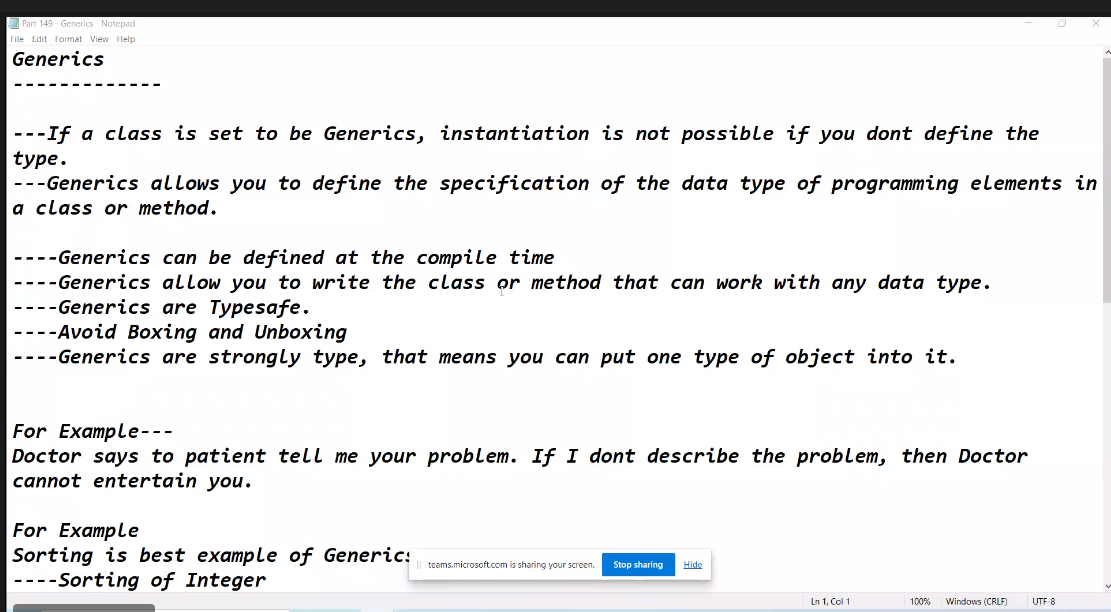 Part 149 - Generics - Notepad
File Edit Format View Help
Generics
-------------
---If a class is set to be Generics, instantiation is not possible if you dont define the
type.
---Generics allows you to define the specification of the data type of programming elements in
a class or method.
----Generics can be defined at the compile time
----Generics allow you to write the class or method that can work with any data type.
----Generics are Typesafe.
----Avoid Boxing and Unboxing
----Generics are strongly type, that means you can put one type of object into it.
For Example---
Doctor says to patient tell me your problem. If I dont describe the problem, then Doctor
cannot entertain you.
For Example
Sorting is best example of Generics
teams.microsoft.com is sharing your screen. Stop sharing Hide
----Sorting of Integer
Ln 1, Col 1 100% Windows (CRLF) UTF-8